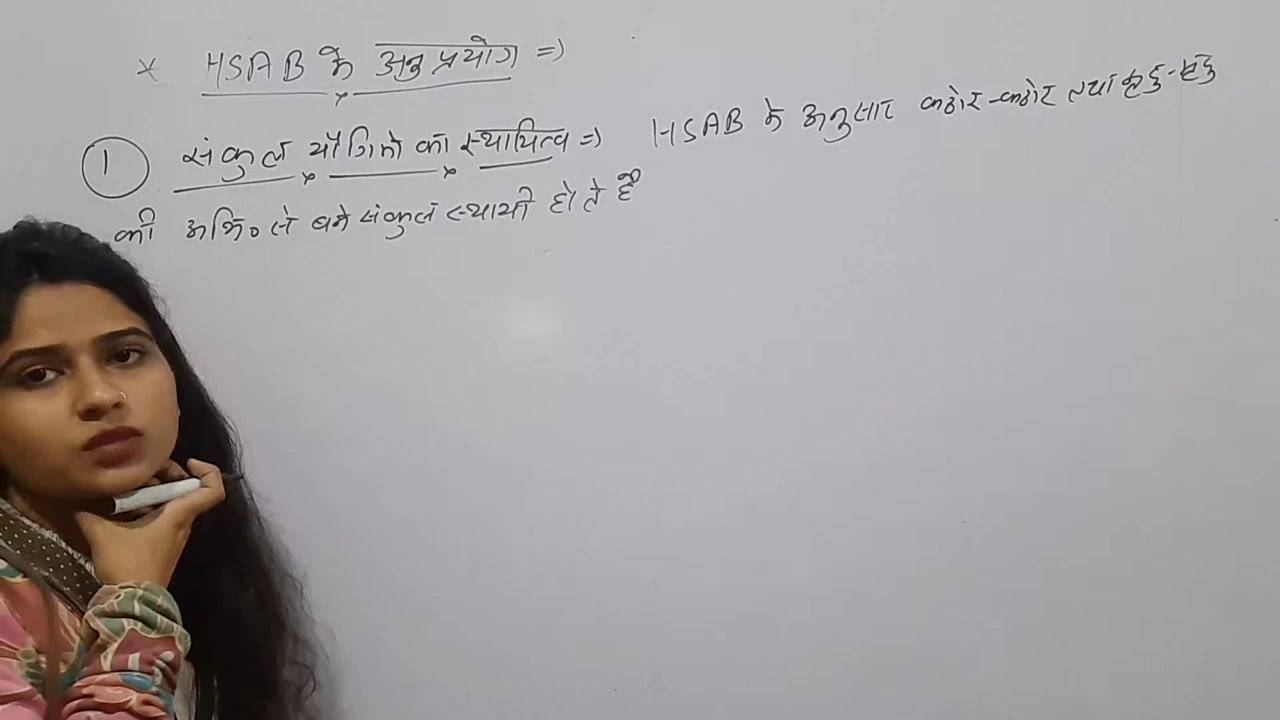 * HSAB के अनुप्रयोग =>
1 संकुल यौगिको का स्थायित्व => HSAB के अनुसार कठोर-कठोर तथा मृदु-मृदु
की अभि० से बने संकुल स्थायी होते है